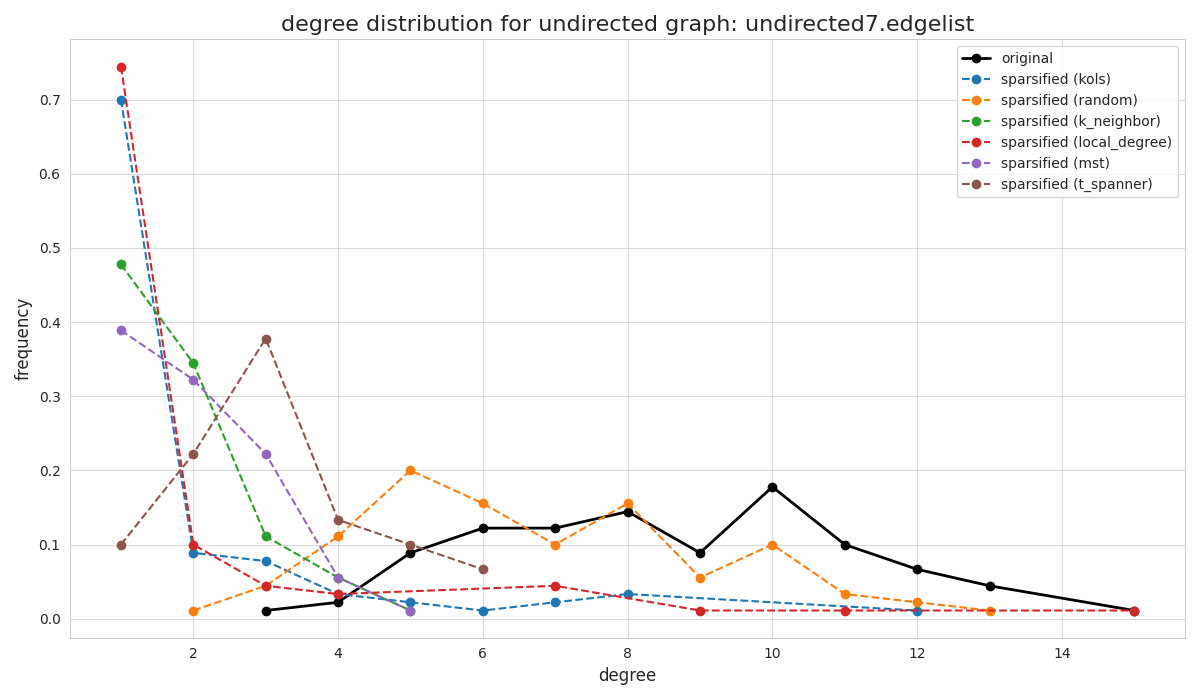 degree distribution for undirected graph: undirected7.edgelist
original
sparsified (kols)
sparsified (random)
sparsified (k_neighbor)
sparsified (local_degree)
sparsified (mst)
sparsified (t_spanner)
frequency
0.7
0.6
0.5
0.4
0.3
0.2
0.1
0.0
2 4 6 8 10 12 14
degree